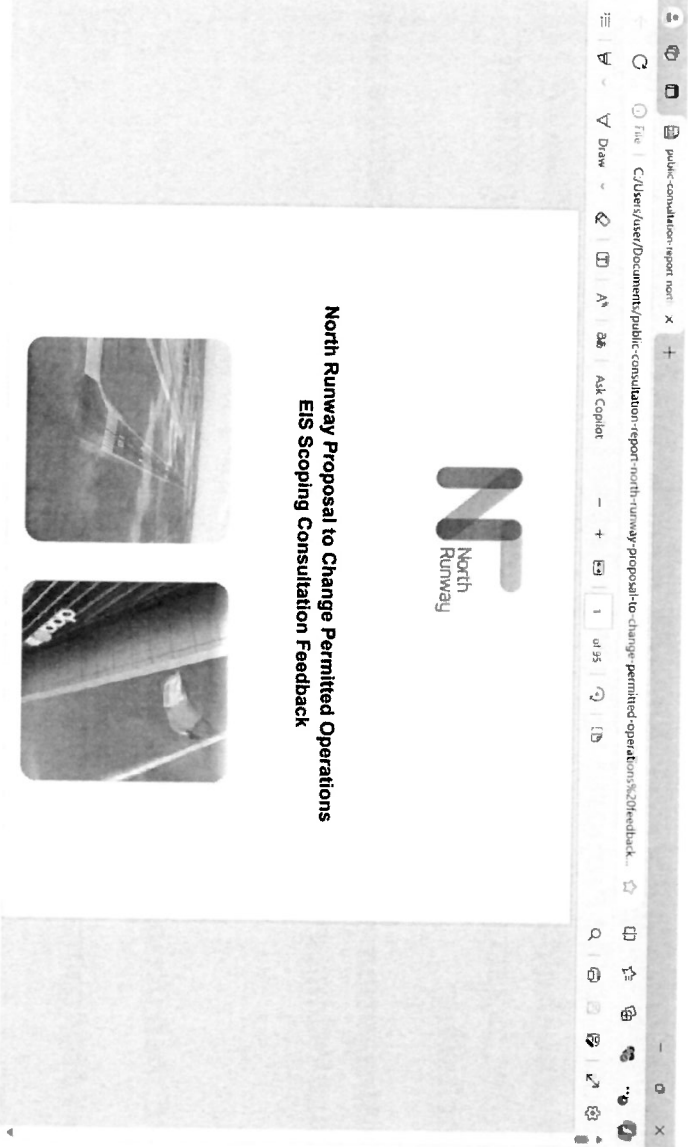 public-consultation-report nort
File
C:/Users/user/Documents/public-consultation-report-north-runway-proposal-to-change-permitted-operations%20feedback...
Draw
Ask Copilot
1
of 95
North
Runway
North Runway Proposal to Change Permitted Operations
EIS Scoping Consultation Feedback